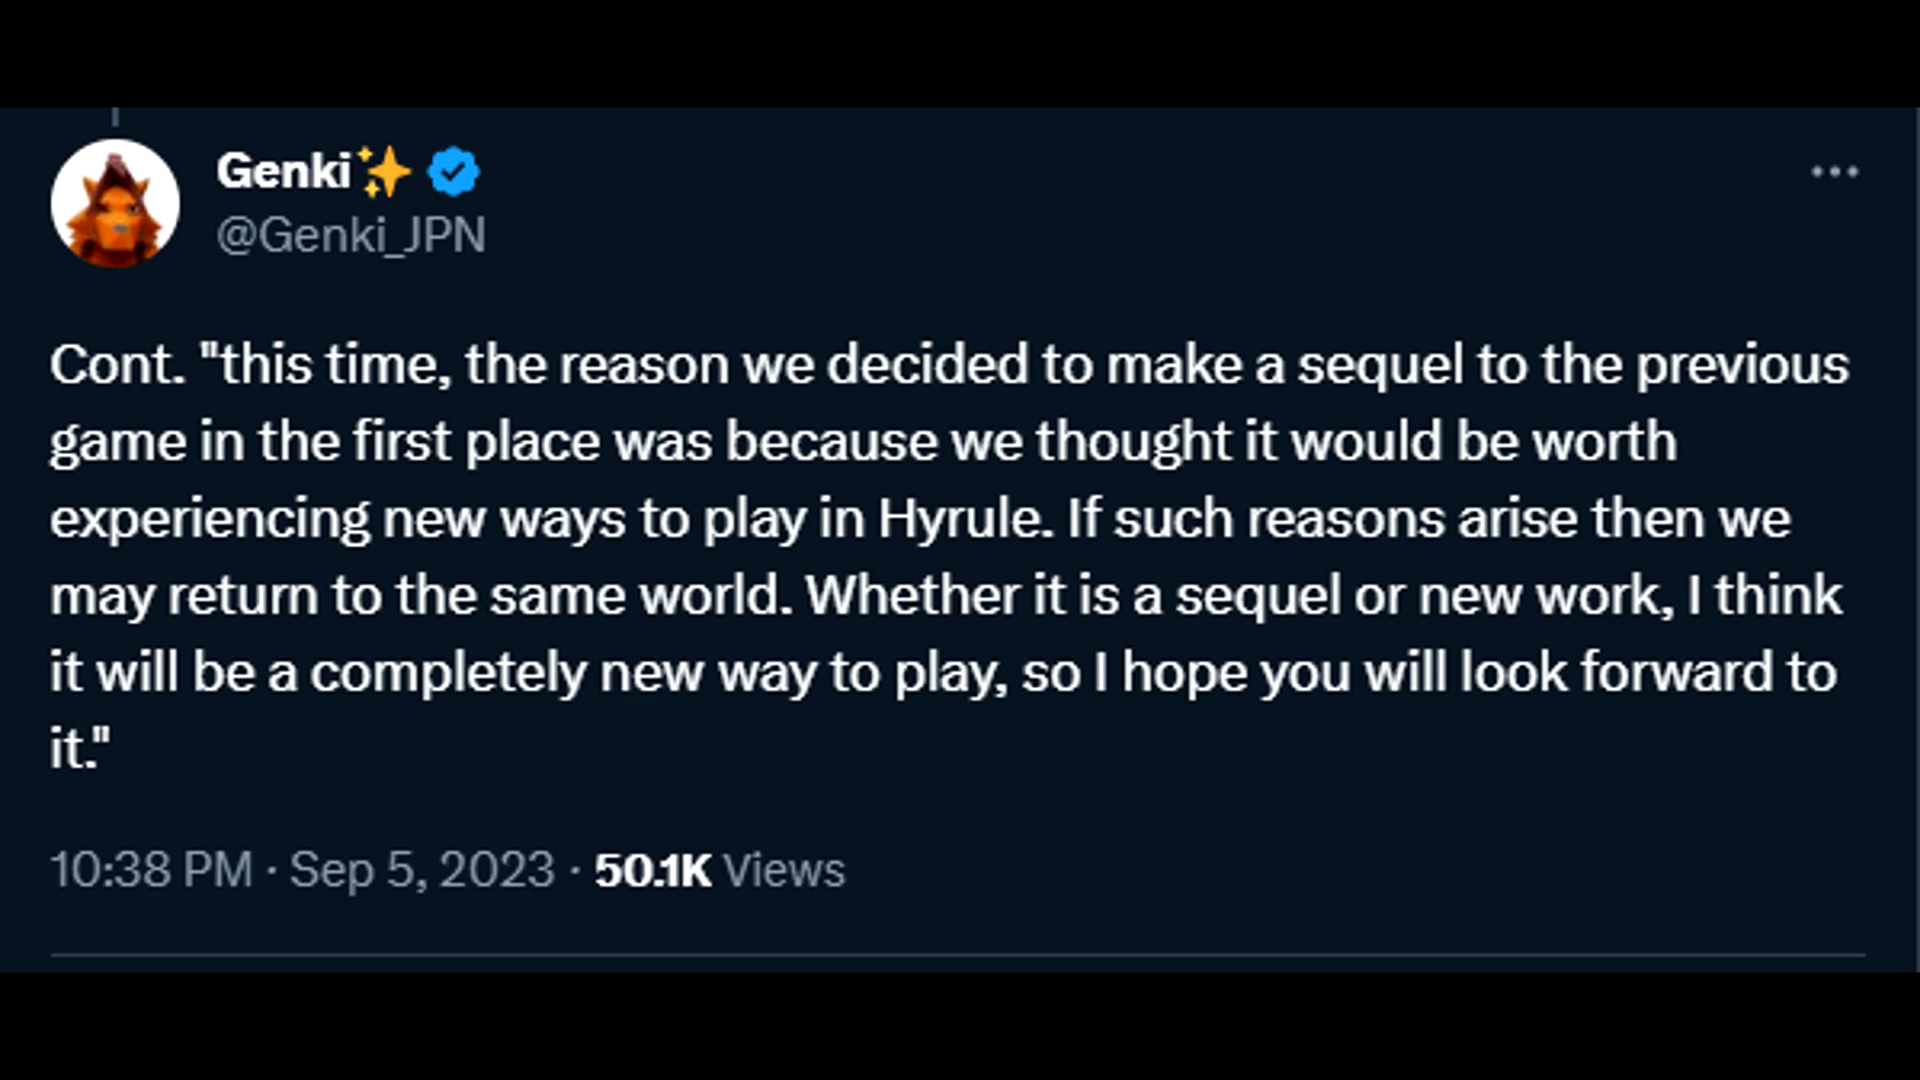 Genki✨
@Genki_JPN
Cont. "this time, the reason we decided to make a sequel to the previous
game in the first place was because we thought it would be worth
experiencing new ways to play in Hyrule. If such reasons arise then we
may return to the same world. Whether it is a sequel or new work, I think
it will be a completely new way to play, so I hope you will look forward to
it."
10:38 PM · Sep 5, 2023 · 50.1K Views